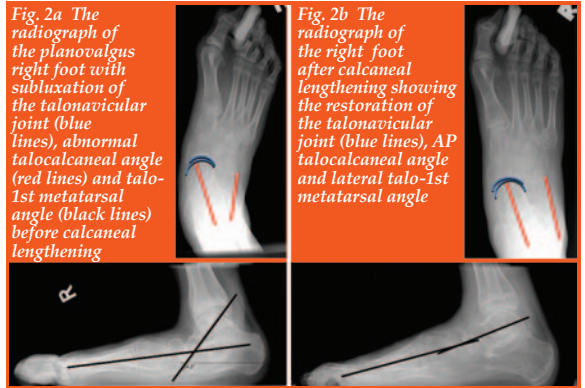 Fig. 2a The
radiograph of
the planovalgus
right foot with
subluxation of
the talonavicular
joint (blue
lines), abnormal
talocalcaneal angle
(red lines) and talo-
1st metatarsal
angle (black lines)
before calcaneal
lengthening
Fig. 2b The
radiograph of
the right foot
after calcaneal
lengthening showing
the restoration of
the talonavicular
joint (blue lines), AP
talocalcaneal angle
and lateral talo-1st
metatarsal angle
R
R